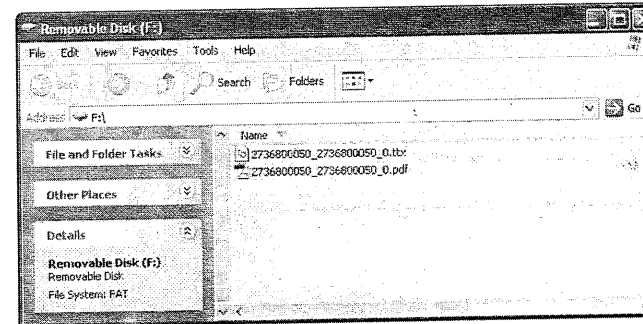 Removable Disk (F:)
File Edit View Favorites Tools Help
Search Folders
Address F:\ Go
Name
File and Folder Tasks
2736800050_2736800050_0.tbx
2736800050_2736800050_0.pdf
Other Places
Details
Removable Disk (F:)
Removable Disk
File System: FAT